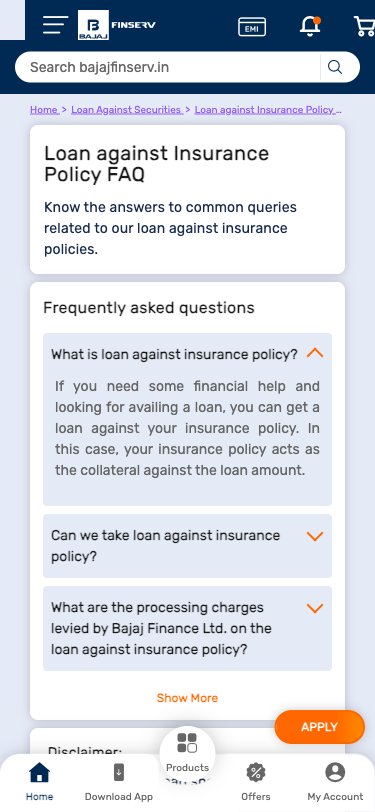 BAJAJ FINSERV
EMI
Search bajajfinserv.in
Home > Loan Against Securities > Loan against Insurance Policy ...
Loan against Insurance
Policy FAQ
Know the answers to common queries
related to our loan against insurance
policies.
Frequently asked questions
What is loan against insurance policy?
If you need some financial help and
looking for availing a loan, you can get a
loan against your insurance policy. In
this case, your insurance policy acts as
the collateral against the loan amount.
Can we take loan against insurance
policy?
What are the processing charges
levied by Bajaj Finance Ltd. on the
loan against insurance policy?
Show More
APPLY
Disclaimer:
Products
Home
Download App
Offers
My Account